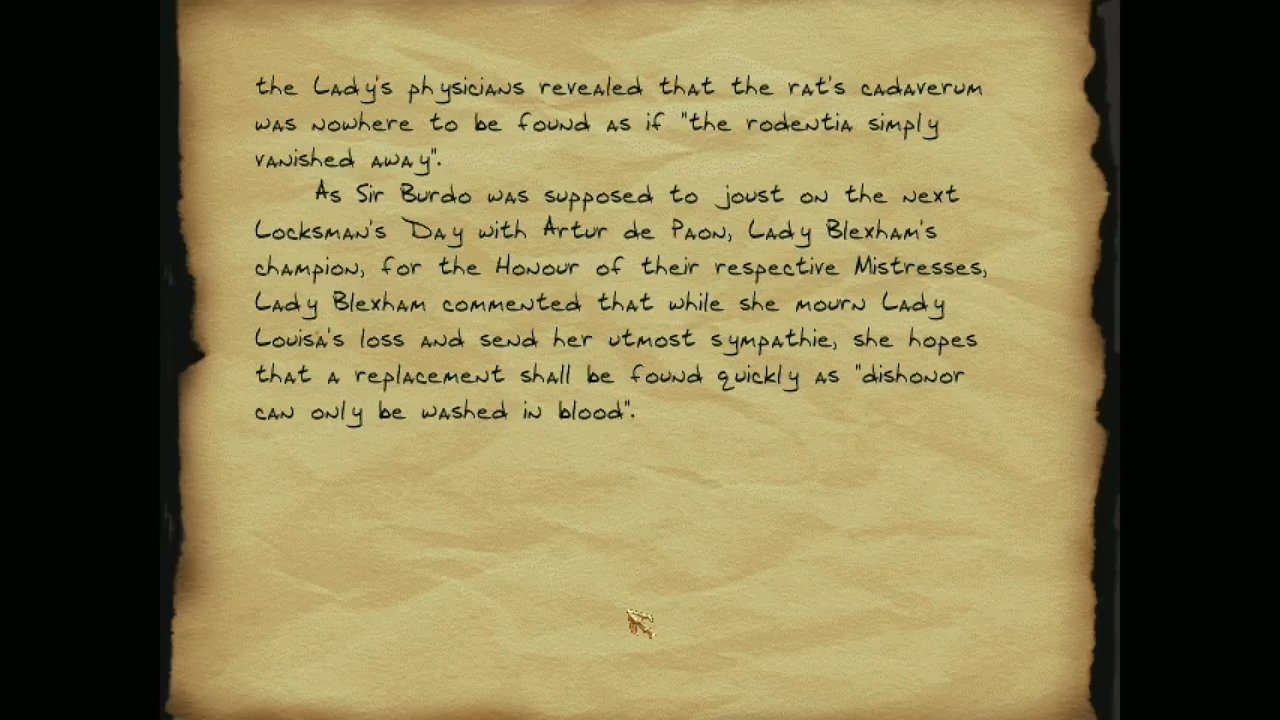 the Lady's physicians revealed that the rat's cadaverum
was nowhere to be found as if "the rodentia simply
vanished away".
As Sir Burdo was supposed to joust on the next
Locksman's Day with Artur de Paon, Lady Blexham's
champion, for the Honour of their respective Mistresses,
Lady Blexham commented that while she mourn Lady
Louisa's loss and send her utmost sympathie, she hopes
that a replacement shall be found quickly as "dishonor
can only be washed in blood".